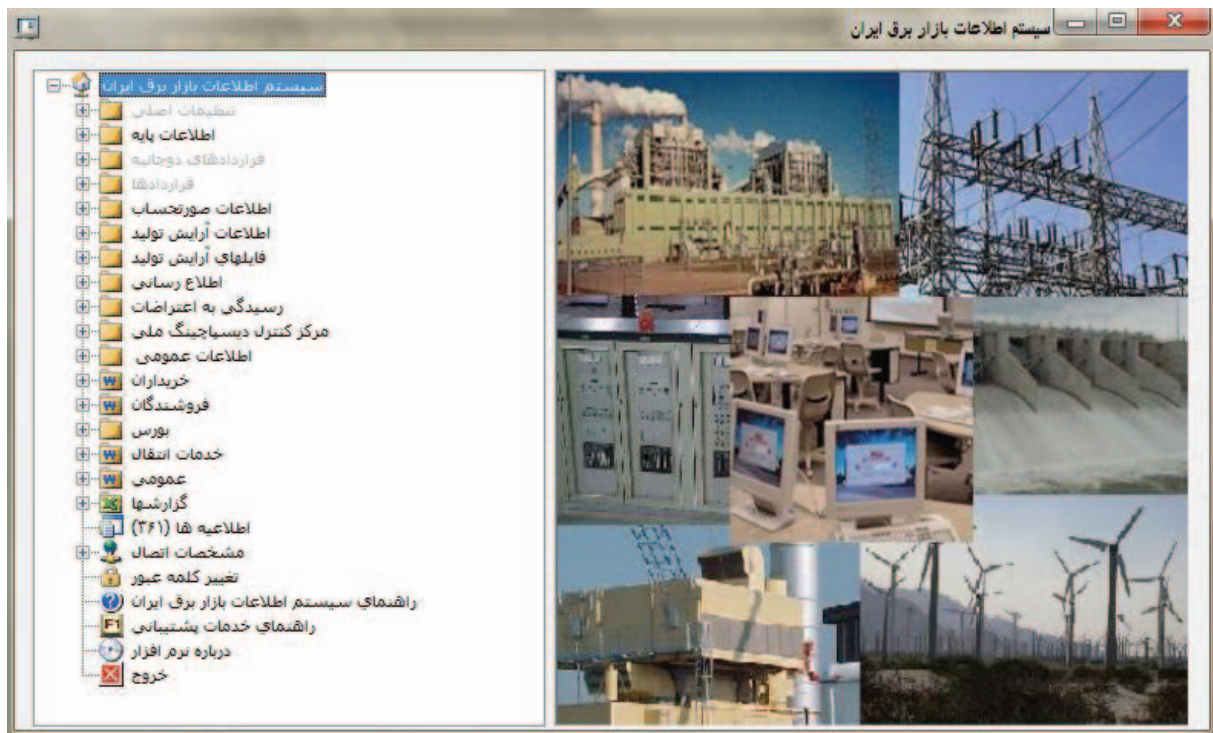 سیستم اطلاعات بازار برق ایران
سیستم اطلاعات بازار برق ایران
تنظیمات اصلی
اطلاعات پایه
قراردادهای دوجانبه
قراردادها
اطلاعات صورتحساب
اطلاعات آرایش تولید
فایلهای آرایش تولید
اطلاع رسانی
رسیدگی به اعتراضات
مرکز کنترل دیسپاچینگ ملی
اطلاعات عمومی
خریداران
فروشندگان
بورس
خدمات انتقال
عمومی
گزارشها
اطلاعیه ها (۳۶۱)
مشخصات اتصال
تغییر کلمه عبور
راهنمای سیستم اطلاعات بازار برق ایران
راهنمای خدمات پشتیبانی F1
درباره نرم افزار
خروج